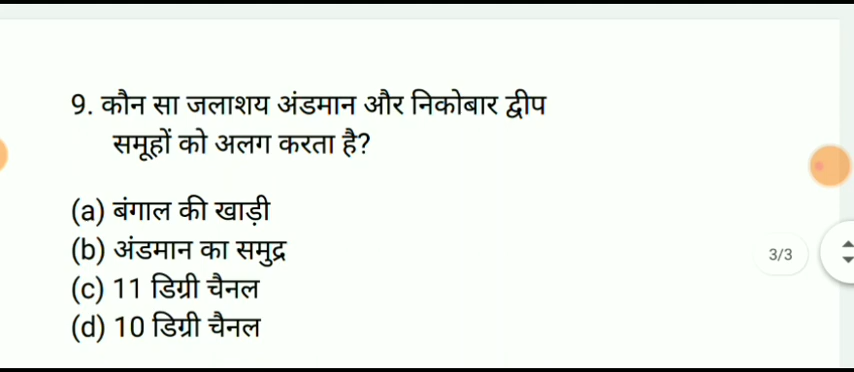 9. कौन सा जलाशय अंडमान और निकोबार द्वीप
समूहों को अलग करता है?
(a) बंगाल की खाड़ी
(b) अंडमान का समुद्र
3/3
(c) 11 डिग्री चैनल
(d) 10 डिग्री चैनल